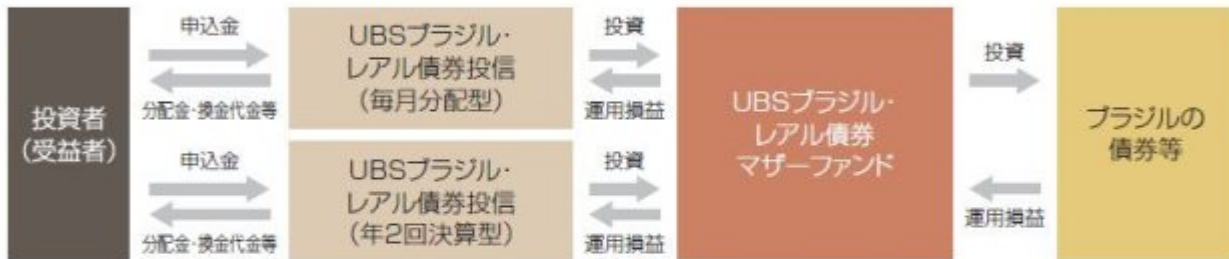 投資者
(受益者)
申込金
分配金・換金代金等
UBSブラジル・
レアル債券投信
(毎月分配型)
投資
運用損益
申込金
分配金・換金代金等
UBSブラジル・
レアル債券投信
(年2回決算型)
投資
運用損益
UBSブラジル・
レアル債券
マザーファンド
投資
運用損益
ブラジルの
債券等